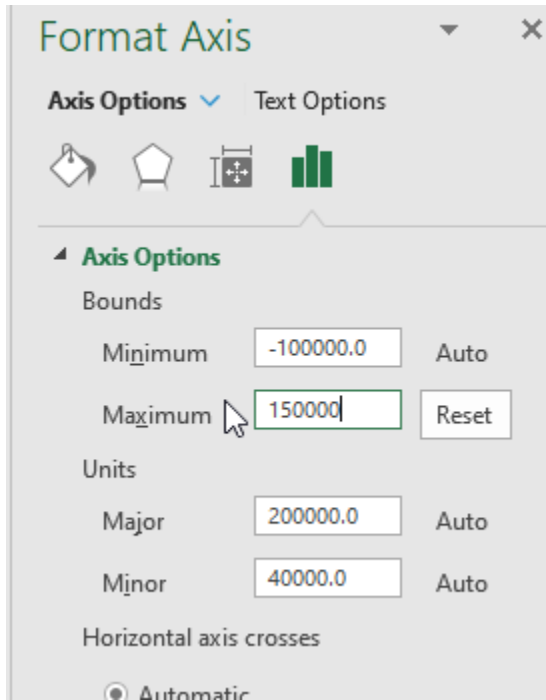 Format Axis
Axis Options Text Options
Axis Options
Bounds
Minimum -100000.0 Auto
Maximum 150000 Reset
Units
Major 200000.0 Auto
Minor 40000.0 Auto
Horizontal axis crosses
Automatic